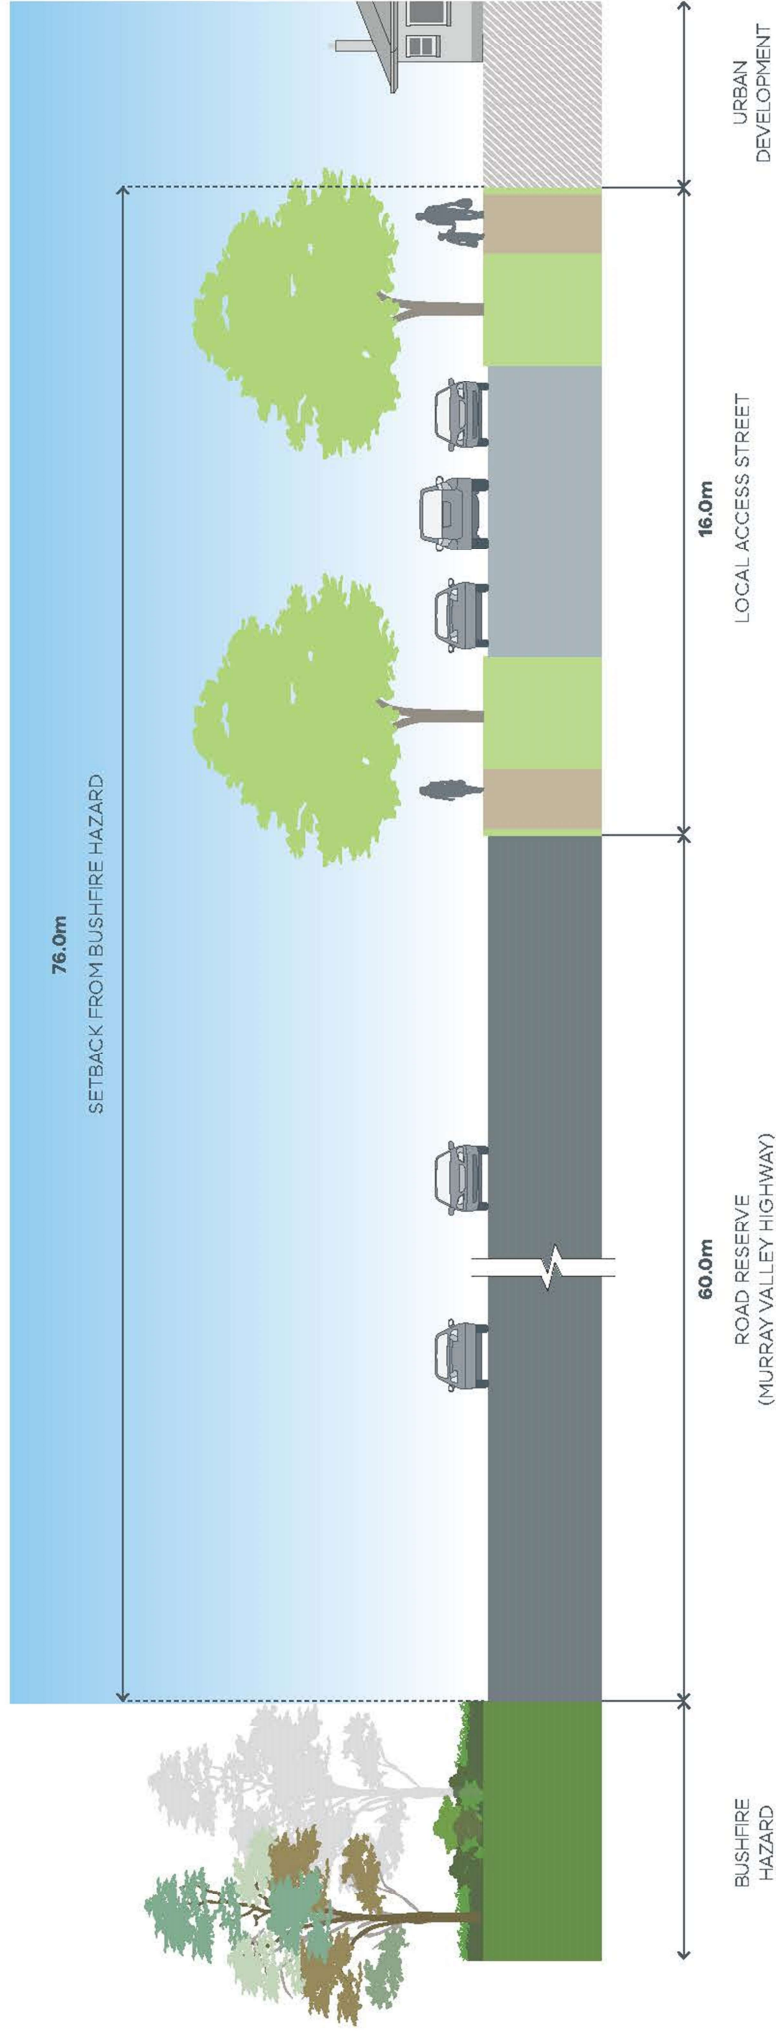 76.0m
SETBACK FROM BUSHFIRE HAZARD
60.0m
16.0m
BUSHFIRE
HAZARD
ROAD RESERVE
(MURRAY VALLEY HIGHWAY)
LOCAL ACCESS STREET
URBAN
DEVELOPMENT